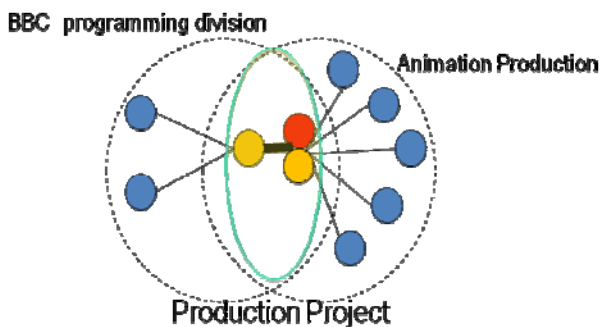 BBC programming division
Animation Production
Production Project